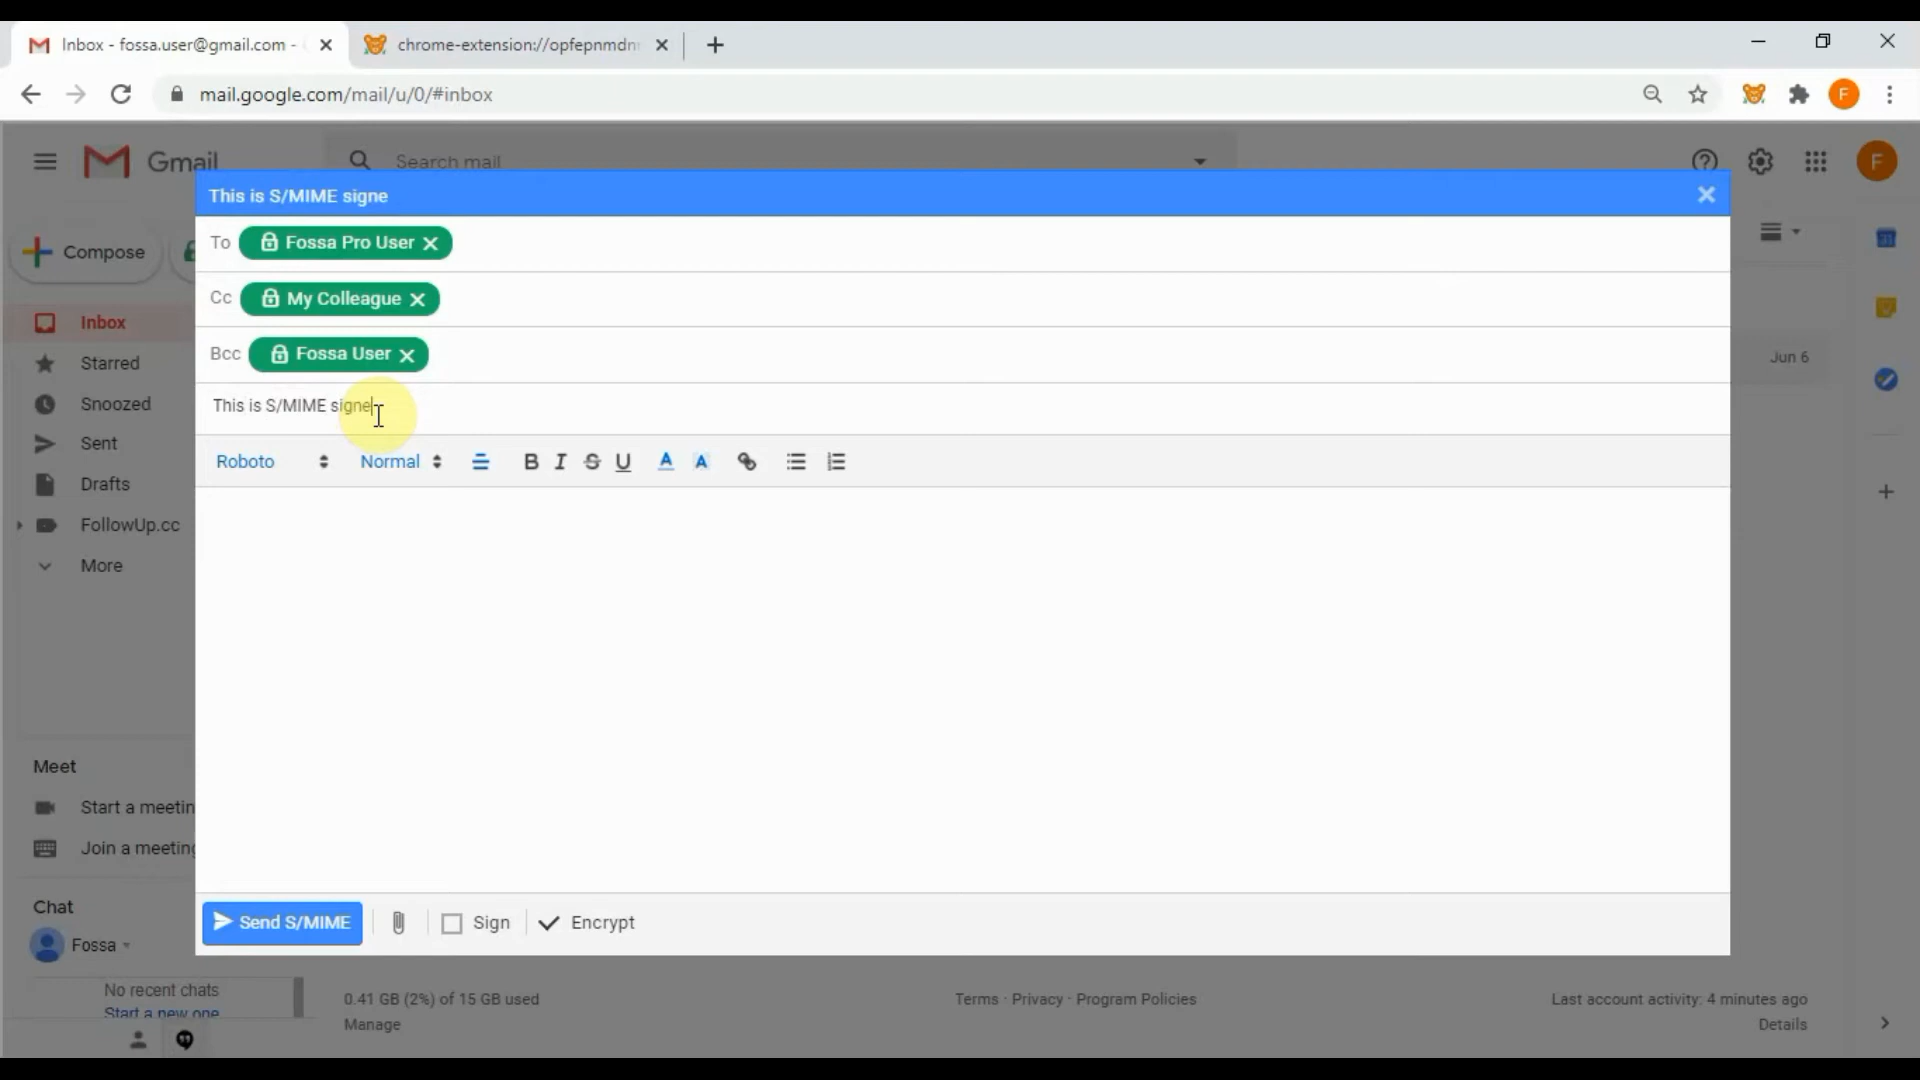 Inbox - fossa.user@gmail.com -
chrome-extension://opfepnmdn
mail.google.com/mail/u/0/#inbox
F
Gmail
Search mail
F
This is S/MIME signe
To Fossa Pro User
Compose
Cc My Colleague
Inbox
Bcc Fossa User
Jun 6
Starred
Snoozed
This is S/MIME signe
Sent
Roboto Normal B I S U A A
Drafts
FollowUp.cc
More
Meet
Start a meetin
Join a meeting
Chat
Send S/MIME Sign Encrypt
Fossa
No recent chats
Start a new one
0.41 GB (2%) of 15 GB used
Manage
Terms · Privacy · Program Policies
Last account activity: 4 minutes ago
Details